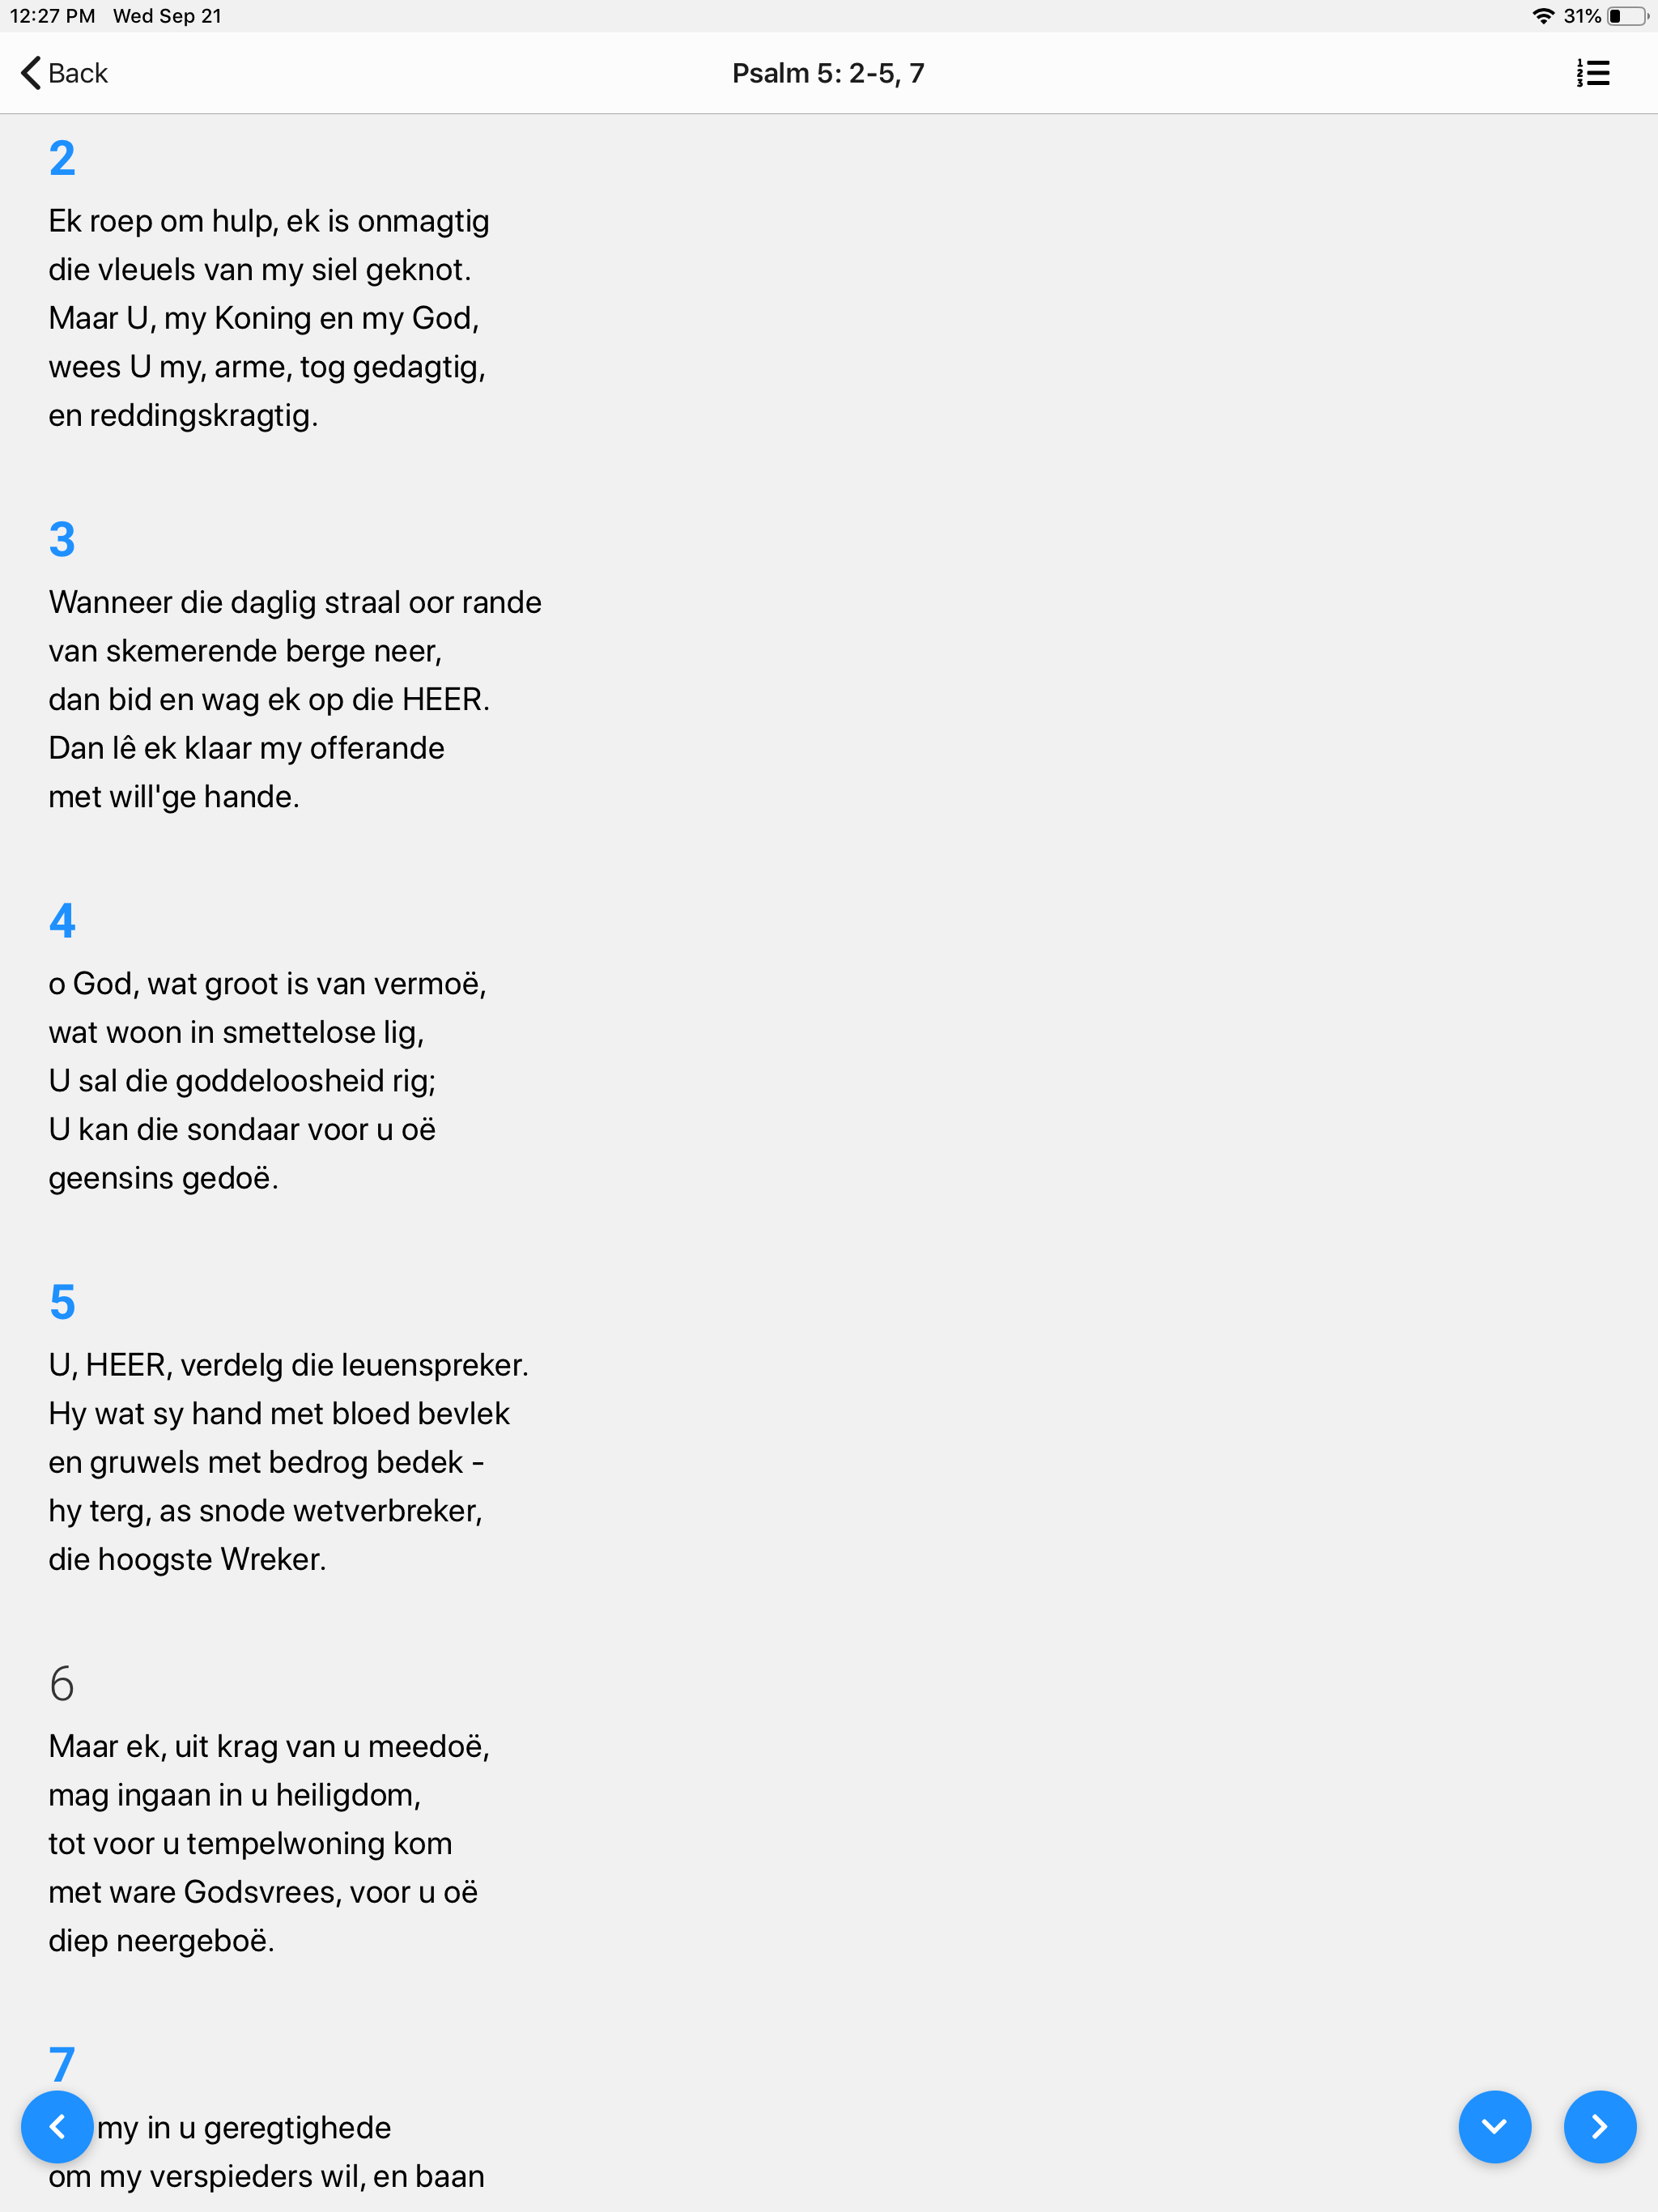 12:27 PM Wed Sep 21
31%
Back
Psalm 5: 2-5, 7
2
Ek roep om hulp, ek is onmagtig
die vleuels van my siel geknot.
Maar U, my Koning en my God,
wees U my, arme, tog gedagtig,
en reddingskragtig.
3
Wanneer die daglig straal oor rande
van skemerende berge neer,
dan bid en wag ek op die HEER.
Dan lê ek klaar my offerande
met will'ge hande.
4
o God, wat groot is van vermoë,
wat woon in smettelose lig,
U sal die goddeloosheid rig;
U kan die sondaar voor u oë
geensins gedoë.
5
U, HEER, verdelg die leuenspreker.
Hy wat sy hand met bloed bevlek
en gruwels met bedrog bedek -
hy terg, as snode wetverbreker,
die hoogste Wreker.
6
Maar ek, uit krag van u meedoë,
mag ingaan in u heiligdom,
tot voor u tempelwoning kom
met ware Godsvrees, voor u oë
diep neergeboë.
7
my in u geregtighede
om my verspieders wil, en baan